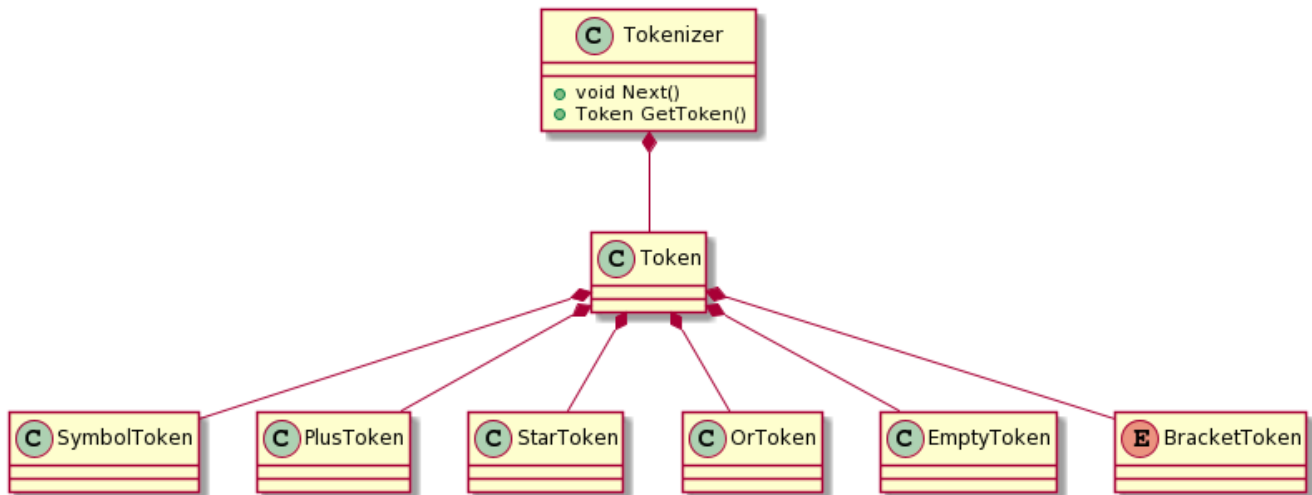 C Tokenizer
void Next()
Token GetToken()
C Token
C SymbolToken
C PlusToken
C StarToken
C OrToken
C EmptyToken
E BracketToken